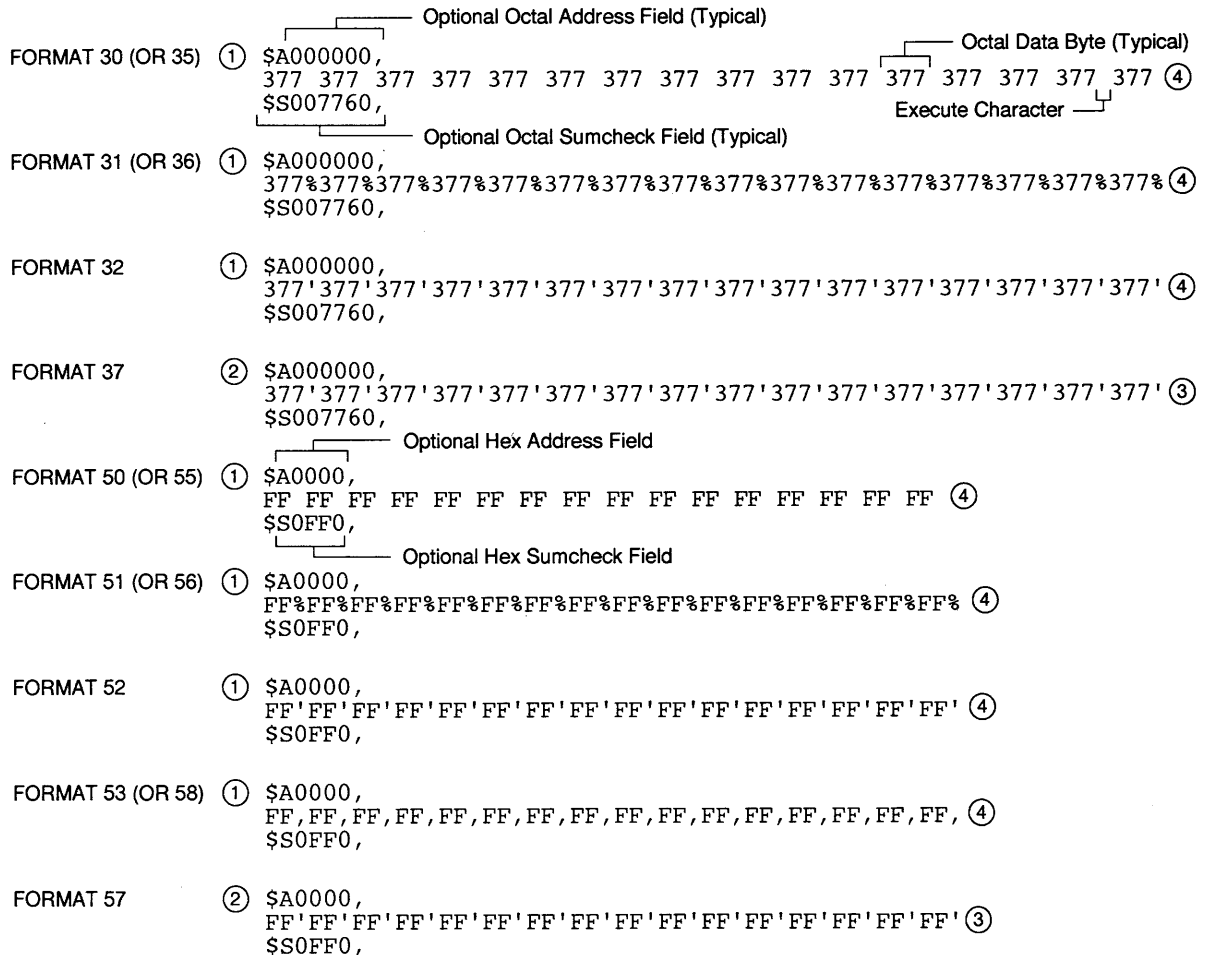 Optional Octal Address Field (Typical)
FORMAT 30 (OR 35) ① $A000000,
Octal Data Byte (Typical)
377 377 377 377 377 377 377 377 377 377 377 377 377 377 377 377 ④
$S007760,
Execute Character
Optional Octal Sumcheck Field (Typical)
FORMAT 31 (OR 36) ① $A000000,
377%377%377%377%377%377%377%377%377%377%377%377%377%377%377%377% ④
$S007760,
FORMAT 32 ① $A000000,
377'377'377'377'377'377'377'377'377'377'377'377'377'377'377'377' ④
$S007760,
FORMAT 37 ② $A000000,
377'377'377'377'377'377'377'377'377'377'377'377'377'377'377'377' ③
$S007760,
Optional Hex Address Field
FORMAT 50 (OR 55) ① $A0000,
FF FF FF FF FF FF FF FF FF FF FF FF FF FF FF FF ④
$S0FF0,
Optional Hex Sumcheck Field
FORMAT 51 (OR 56) ① $A0000,
FF%FF%FF%FF%FF%FF%FF%FF%FF%FF%FF%FF%FF%FF%FF%FF% ④
$S0FF0,
FORMAT 52 ① $A0000,
FF'FF'FF'FF'FF'FF'FF'FF'FF'FF'FF'FF'FF'FF'FF'FF' ④
$S0FF0,
FORMAT 53 (OR 58) ① $A0000,
FF,FF,FF,FF,FF,FF,FF,FF,FF,FF,FF,FF,FF,FF,FF,FF, ④
$S0FF0,
FORMAT 57 ② $A0000,
FF'FF'FF'FF'FF'FF'FF'FF'FF'FF'FF'FF'FF'FF'FF'FF' ③
$S0FF0,